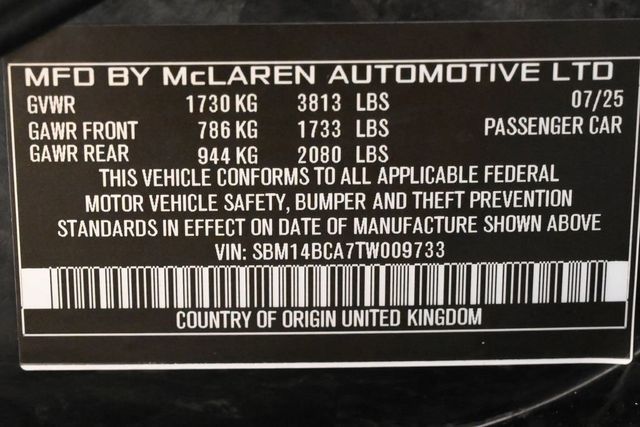 MFD BY McLAREN AUTOMOTIVE LTD
GVWR 1730 KG 3813 LBS 07/25
GAWR FRONT 786 KG 1733 LBS PASSENGER CAR
GAWR REAR 944 KG 2080 LBS
THIS VEHICLE CONFORMS TO ALL APPLICABLE FEDERAL
MOTOR VEHICLE SAFETY, BUMPER AND THEFT PREVENTION
STANDARDS IN EFFECT ON DATE OF MANUFACTURE SHOWN ABOVE
VIN: SBM14BCA7TW009733
COUNTRY OF ORIGIN UNITED KINGDOM